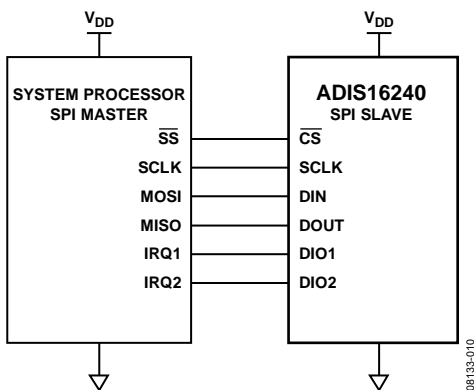 VDD
VDD
SYSTEM PROCESSOR
SPI MASTER
ADIS16240
SPI SLAVE
SS
CS
SCLK
SCLK
MOSI
DIN
MISO
DOUT
IRQ1
DIO1
IRQ2
DIO2
08133-010